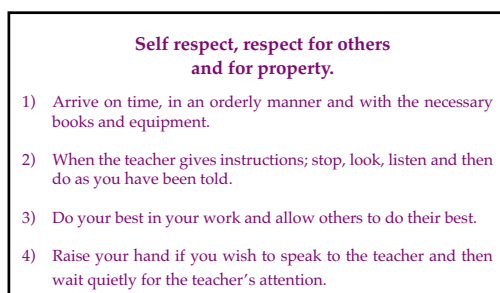 Self respect, respect for others
and for property.
1) Arrive on time, in an orderly manner and with the necessary
books and equipment.
2) When the teacher gives instructions; stop, look, listen and then
do as you have been told.
3) Do your best in your work and allow others to do their best.
4) Raise your hand if you wish to speak to the teacher and then
wait quietly for the teacher's attention.